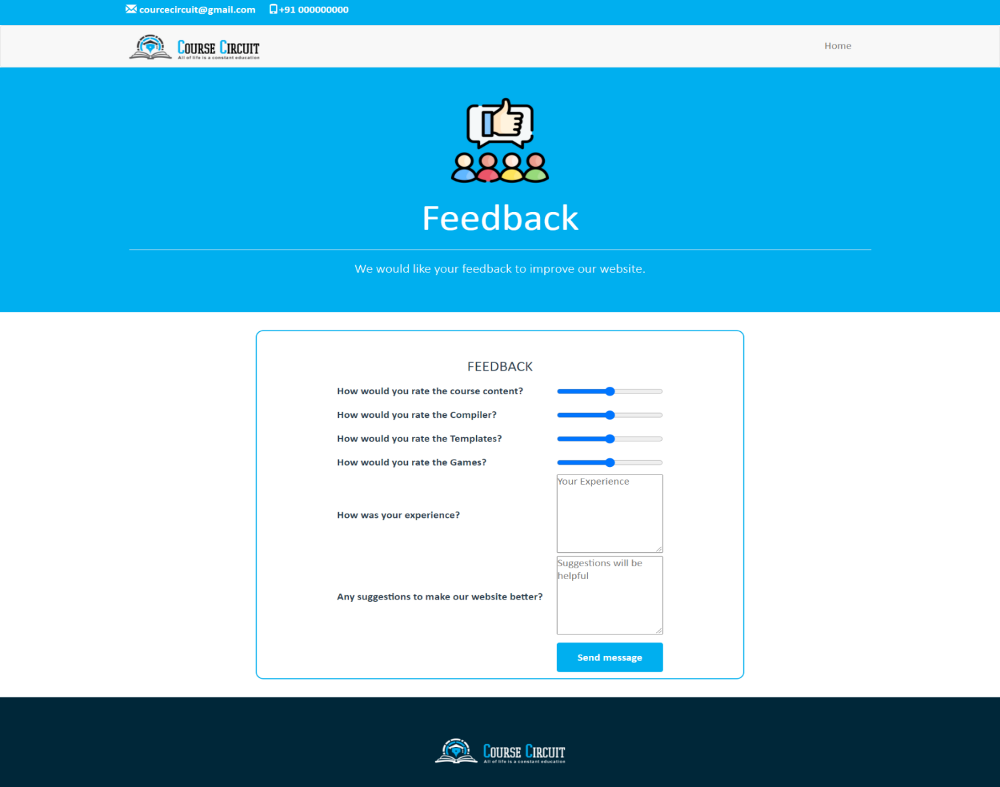 courcecircuit@gmail.com +91 000000000
COURSE CIRCUIT
All of life is a constant education
Home
Feedback
We would like your feedback to improve our website.
FEEDBACK
How would you rate the course content?
How would you rate the Compiler?
How would you rate the Templates?
How would you rate the Games?
Your Experience
How was your experience?
Suggestions will be
helpful
Any suggestions to make our website better?
Send message
COURSE CIRCUIT
All of life is a constant education